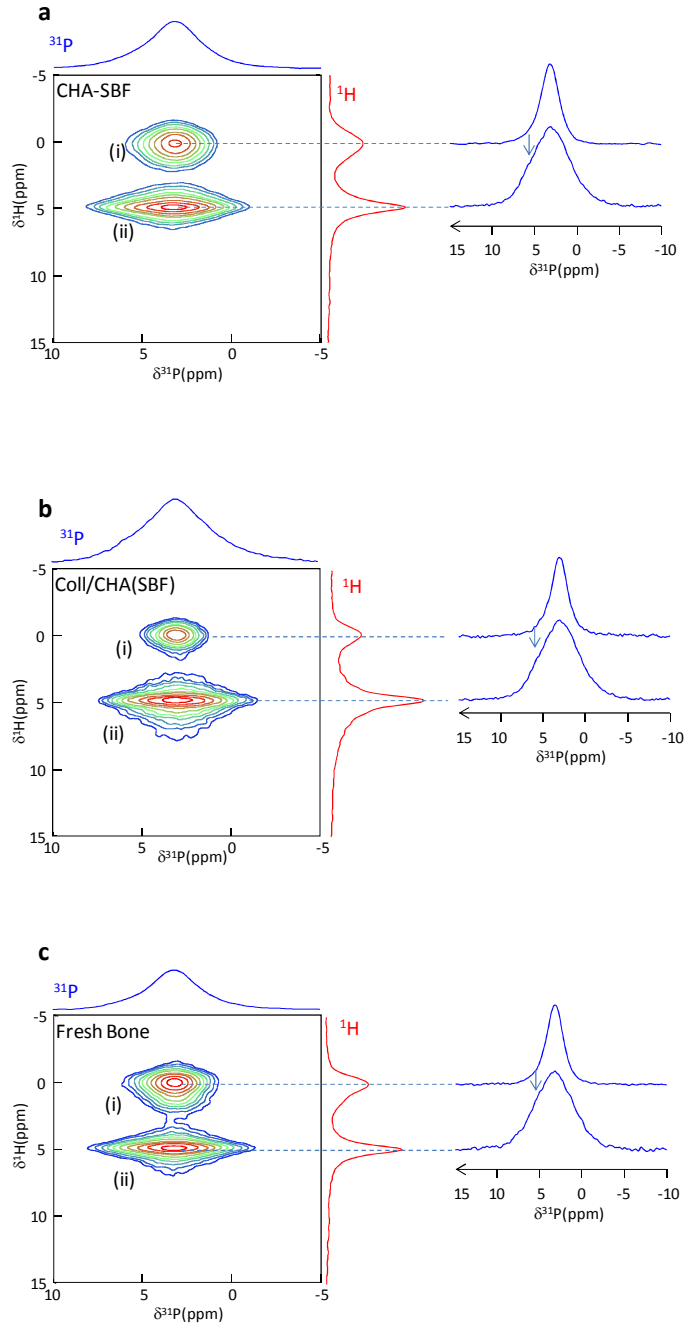 a
³¹P
-5
CHA-SBF
¹H
(i)
0
δ¹H(ppm)
5
(ii)
10
15
10 5 0 -5
δ³¹P(ppm)
15 10 5 0 -5 -10
δ³¹P(ppm)
b
³¹P
-5
Coll/CHA(SBF)
¹H
0
(i)
δ¹H(ppm)
5
(ii)
10
15
10 5 0 -5
δ³¹P(ppm)
15 10 5 0 -5 -10
δ³¹P(ppm)
c
³¹P
-5
Fresh Bone
¹H
0
(i)
δ¹H(ppm)
5
(ii)
10
15
10 5 0 -5
δ³¹P(ppm)
15 10 5 0 -5 -10
δ³¹P(ppm)